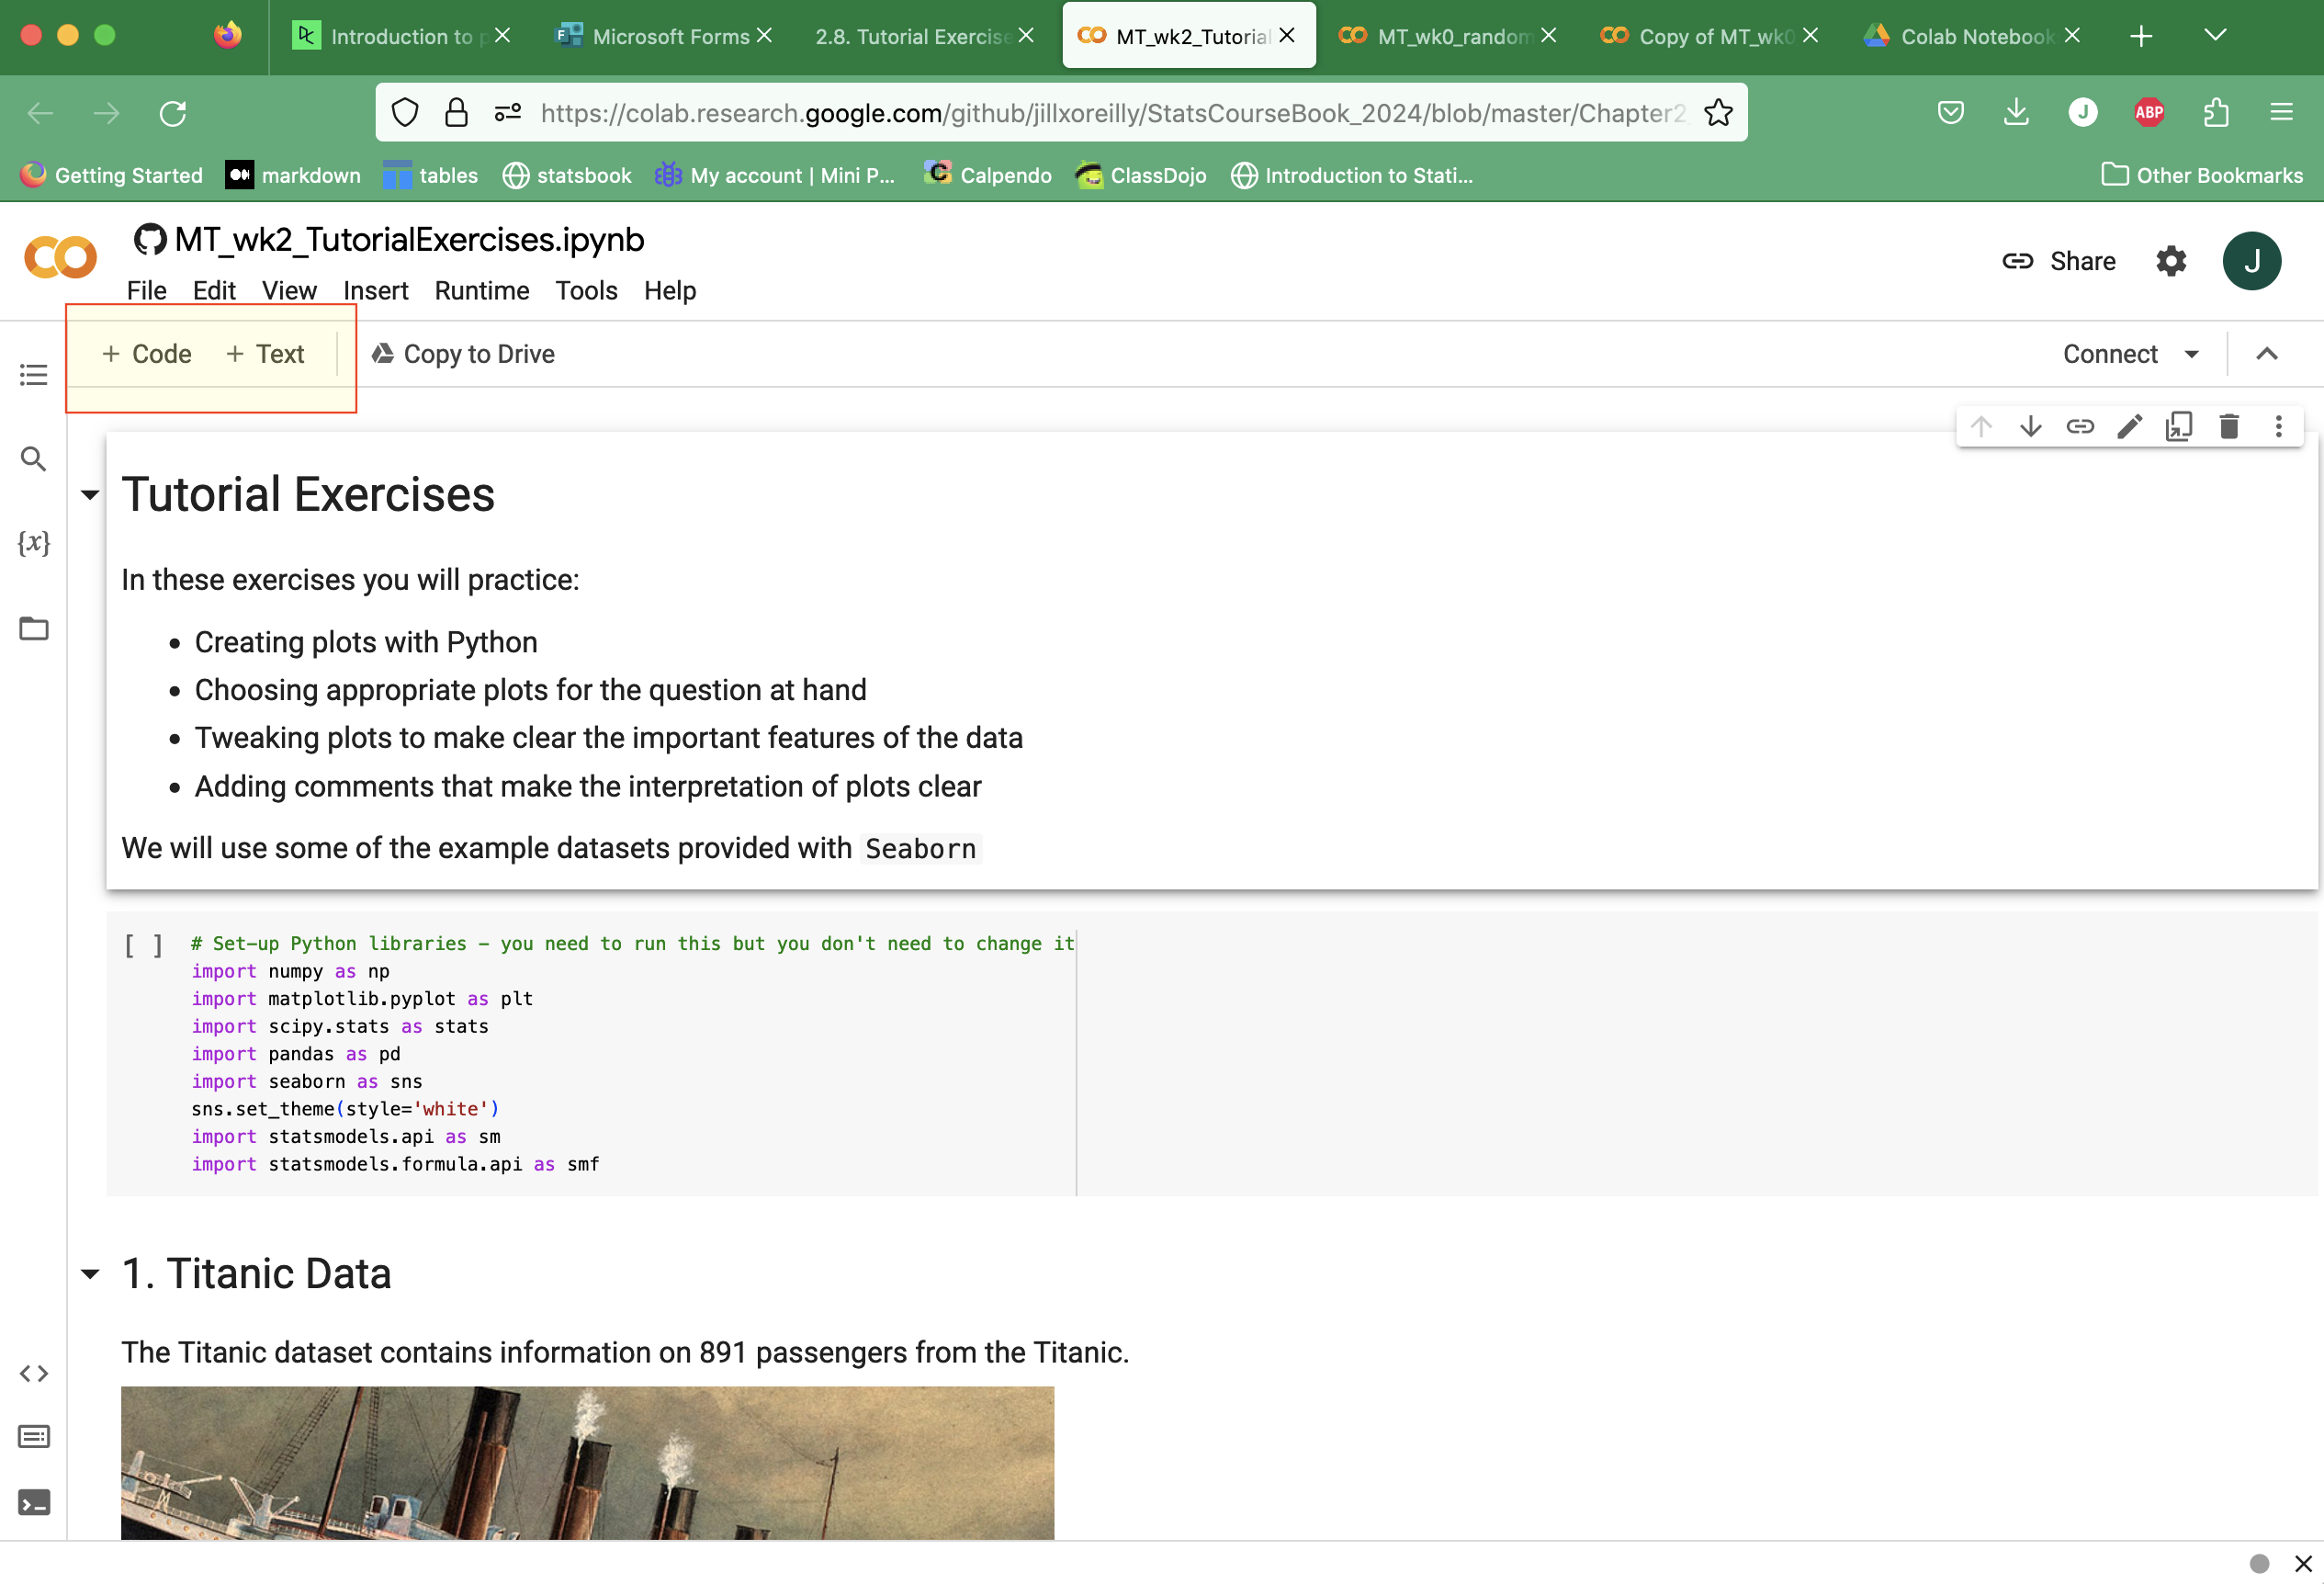 Introduction to p
Microsoft Forms
2.8. Tutorial Exercise
MT_wk2_Tutorial
MT_wk0_random
Copy of MT_wk0
Colab Notebook
https://colab.research.google.com/github/jillxoreilly/StatsCourseBook_2024/blob/master/Chapter2_
J
ABP
Getting Started
markdown
tables
statsbook
My account | Mini P...
Calpendo
ClassDojo
Introduction to Stati...
Other Bookmarks
MT_wk2_TutorialExercises.ipynb
Share
J
File Edit View Insert Runtime Tools Help
+ Code + Text
Copy to Drive
Connect
Tutorial Exercises
{x}
In these exercises you will practice:
• Creating plots with Python
• Choosing appropriate plots for the question at hand
• Tweaking plots to make clear the important features of the data
• Adding comments that make the interpretation of plots clear
We will use some of the example datasets provided with Seaborn
[ ] # Set-up Python libraries - you need to run this but you don't need to change it
import numpy as np
import matplotlib.pyplot as plt
import scipy.stats as stats
import pandas as pd
import seaborn as sns
sns.set_theme(style='white')
import statsmodels.api as sm
import statsmodels.formula.api as smf
1. Titanic Data
The Titanic dataset contains information on 891 passengers from the Titanic.